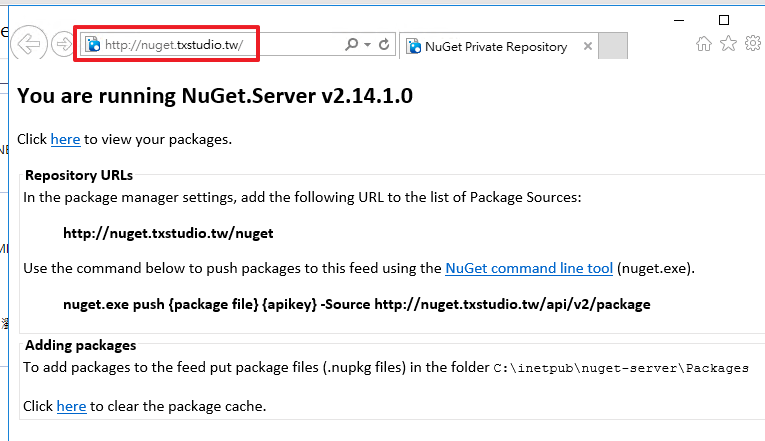 http://nuget.txstudio.tw/
NuGet Private Repository
You are running NuGet.Server v2.14.1.0
Click here to view your packages.
Repository URLs
In the package manager settings, add the following URL to the list of Package Sources:
http://nuget.txstudio.tw/nuget
Use the command below to push packages to this feed using the NuGet command line tool (nuget.exe).
nuget.exe push {package file} {apikey} -Source http://nuget.txstudio.tw/api/v2/package
Adding packages
To add packages to the feed put package files (.nupkg files) in the folder C:\inetpub\nuget-server\Packages
Click here to clear the package cache.